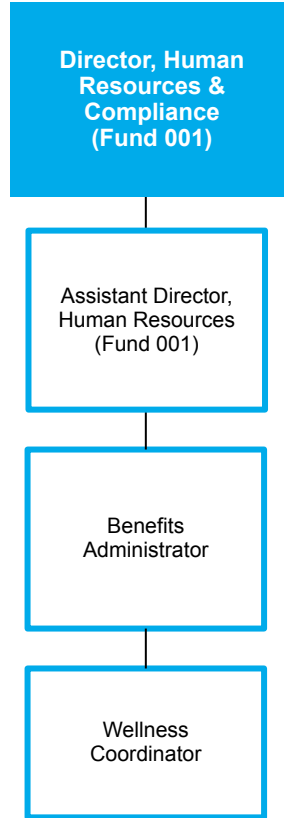 Director, Human
Resources &
Compliance
(Fund 001)
Assistant Director,
Human Resources
(Fund 001)
Benefits
Administrator
Wellness
Coordinator